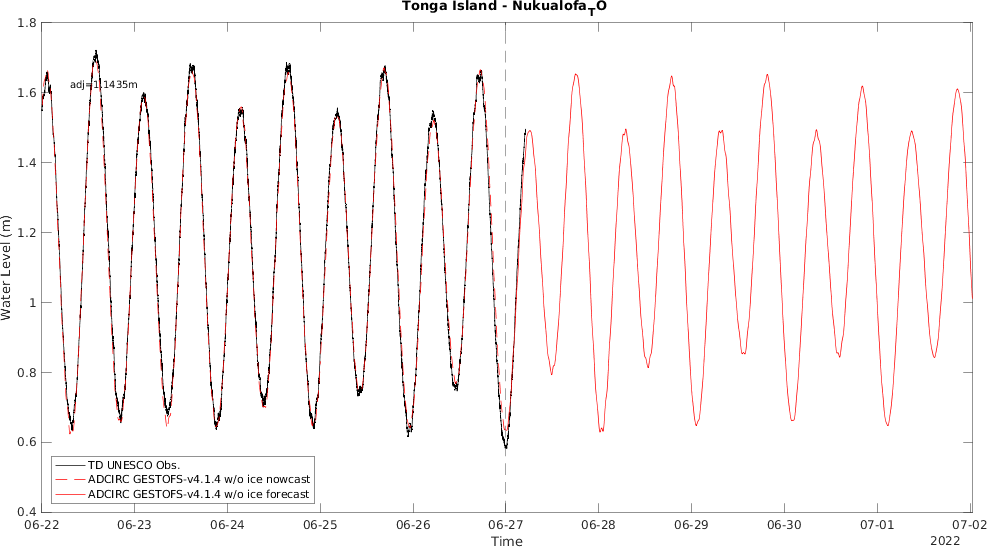 Tonga Island - NukualofaTO
1.8
1.6
1.4
1.2
1
0.8
0.6
0.4
Water Level (m)
adj=1.1435m
TD UNESCO Obs.
ADCIRC GESTOFS-v4.1.4 w/o ice nowcast
ADCIRC GESTOFS-v4.1.4 w/o ice forecast
06-22 06-23 06-24 06-25 06-26 06-27 06-28 06-29 06-30 07-01 07-02
Time
2022